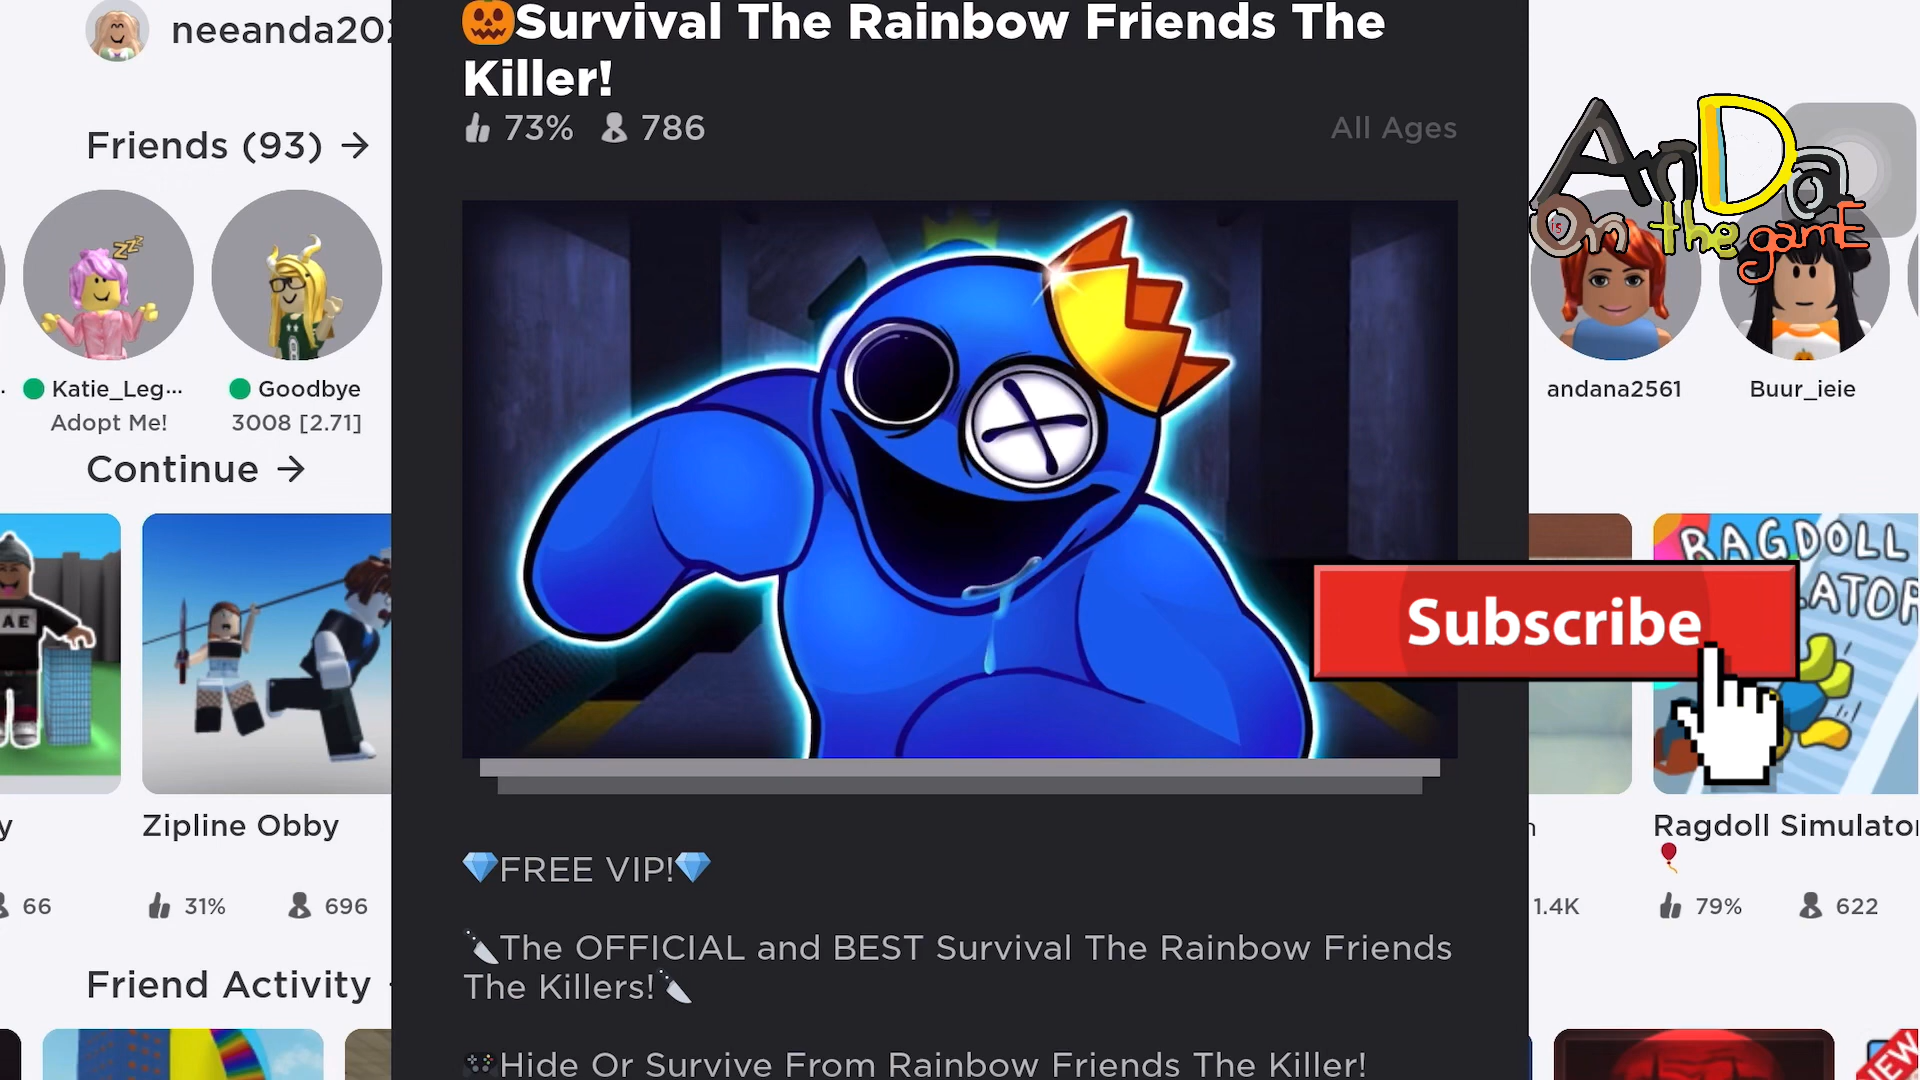 neeanda202
Friends (93) →
Katie_Leg...
Adopt Me!
Goodbye
3008 [2.71]
Continue →
AE
Zipline Obby
66
31% 696
Friend Activity
🎃Survival The Rainbow Friends The
Killer!
73% 786
All Ages
💎FREE VIP!💎
🔪The OFFICIAL and BEST Survival The Rainbow Friends
The Killers!🔪
🎮Hide Or Survive From Rainbow Friends The Killer!
AnDa
On the gamE
andana2561
Buur_ieie
RAGDOLL
Subscribe
Ragdoll Simulator
🎈
1.4K
79% 622
NEW